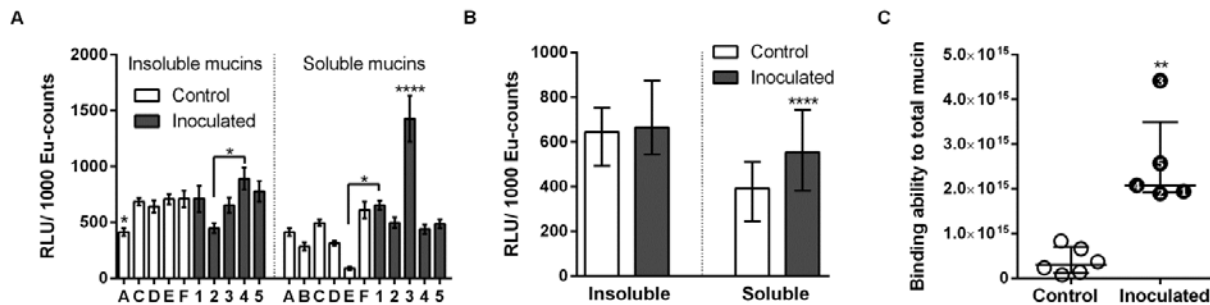 A
RLU/ 1000 Eu-counts
2000
1500
1000
500
0
Insoluble mucins
Soluble mucins
Control
Inoculated
*
*
*
****
A C D E F 1 2 3 4 5 A B C D E F 1 2 3 4 5
B
RLU/ 1000 Eu-counts
1000
800
600
400
200
0
Control
Inoculated
****
Insoluble Soluble
C
Binding ability to total mucin
5.0×10¹⁵
4.0×10¹⁵
3.0×10¹⁵
2.0×10¹⁵
1.0×10¹⁵
0
**
3
5
4 2 1
Control Inoculated